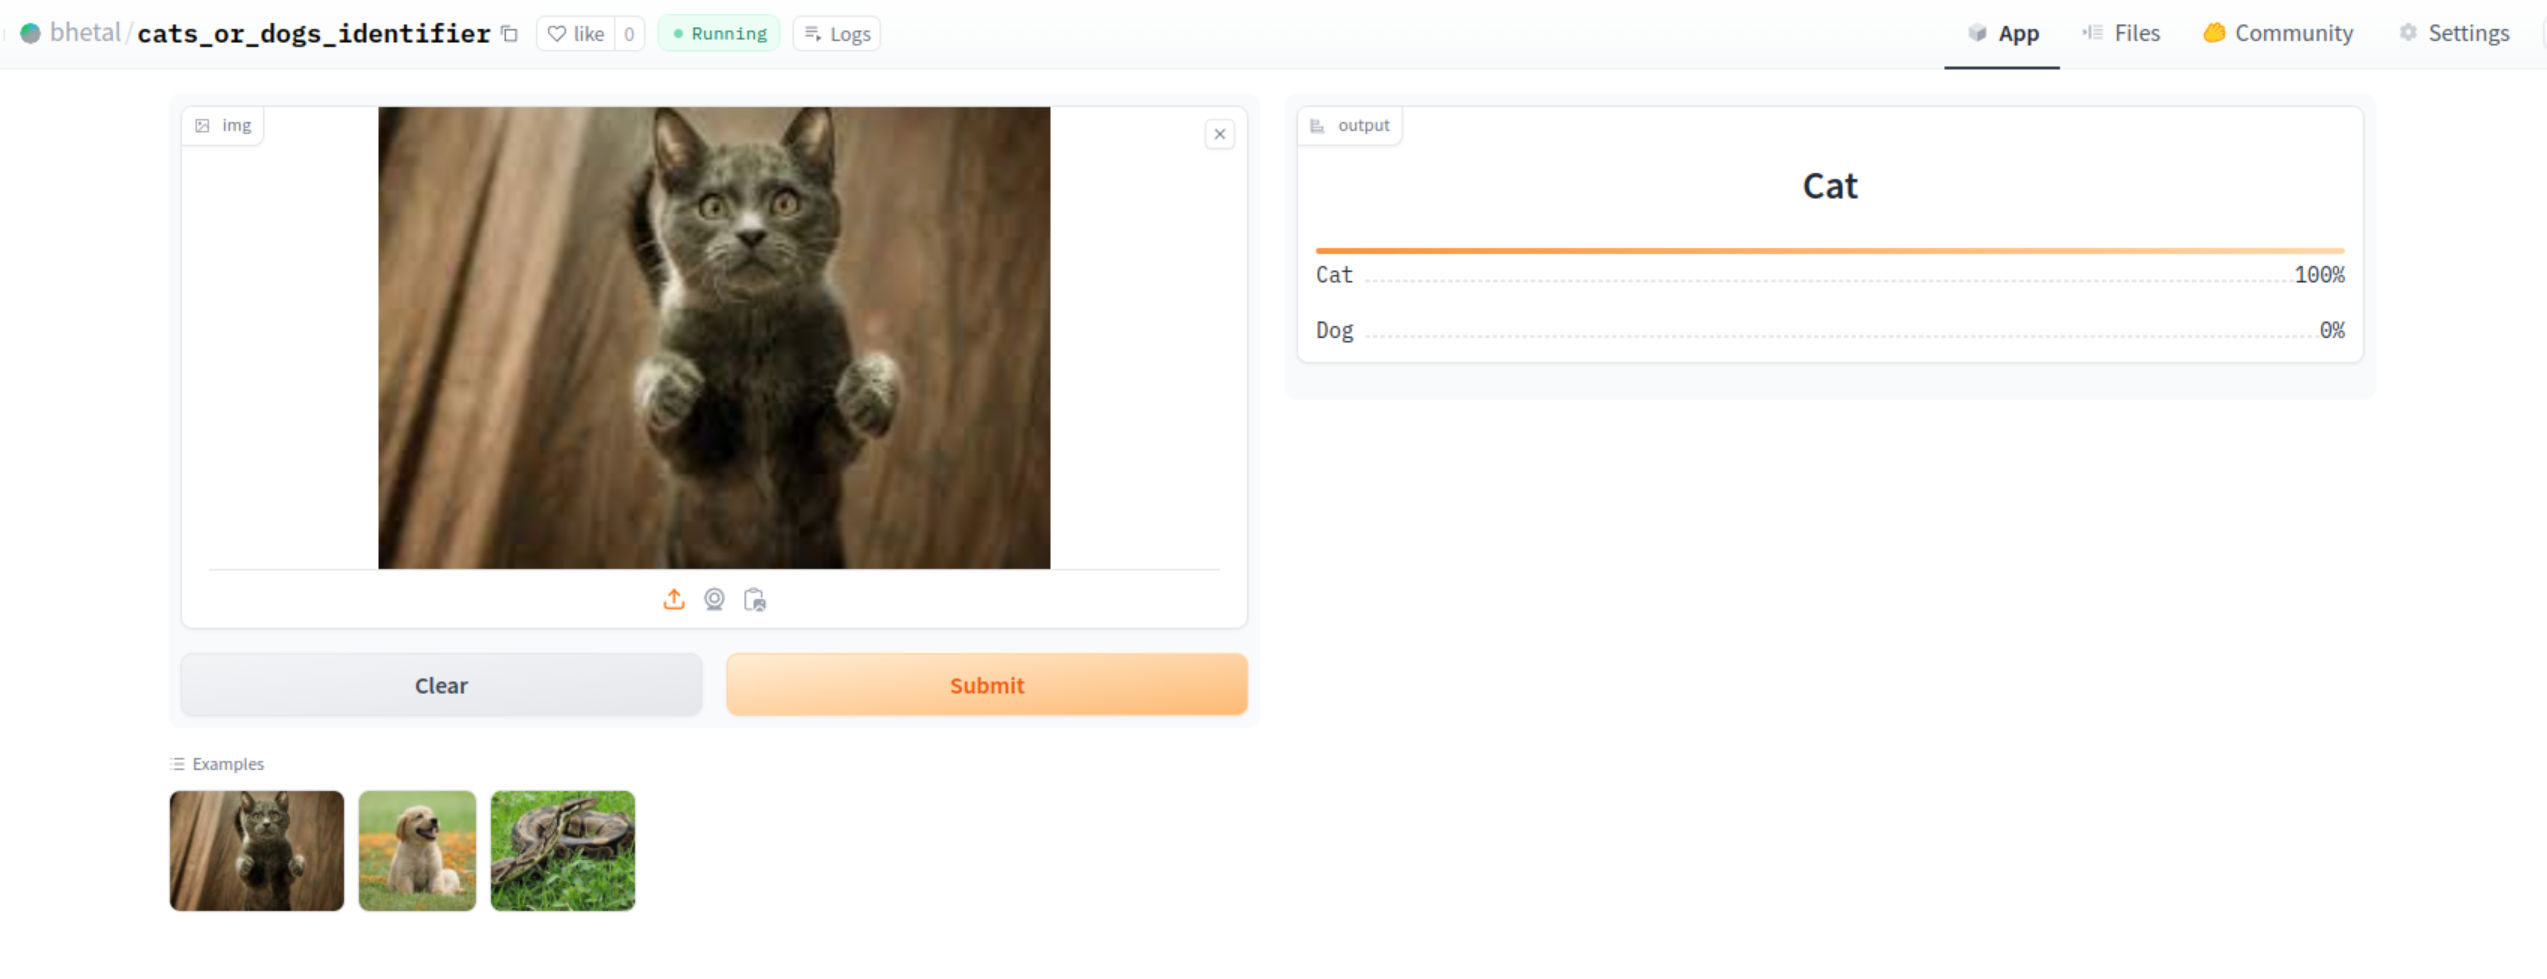 bhetal/cats_or_dogs_identifier like 0 Running Logs App Files Community Settings
img
output
Cat
Cat 100%
Dog 0%
Clear Submit
Examples